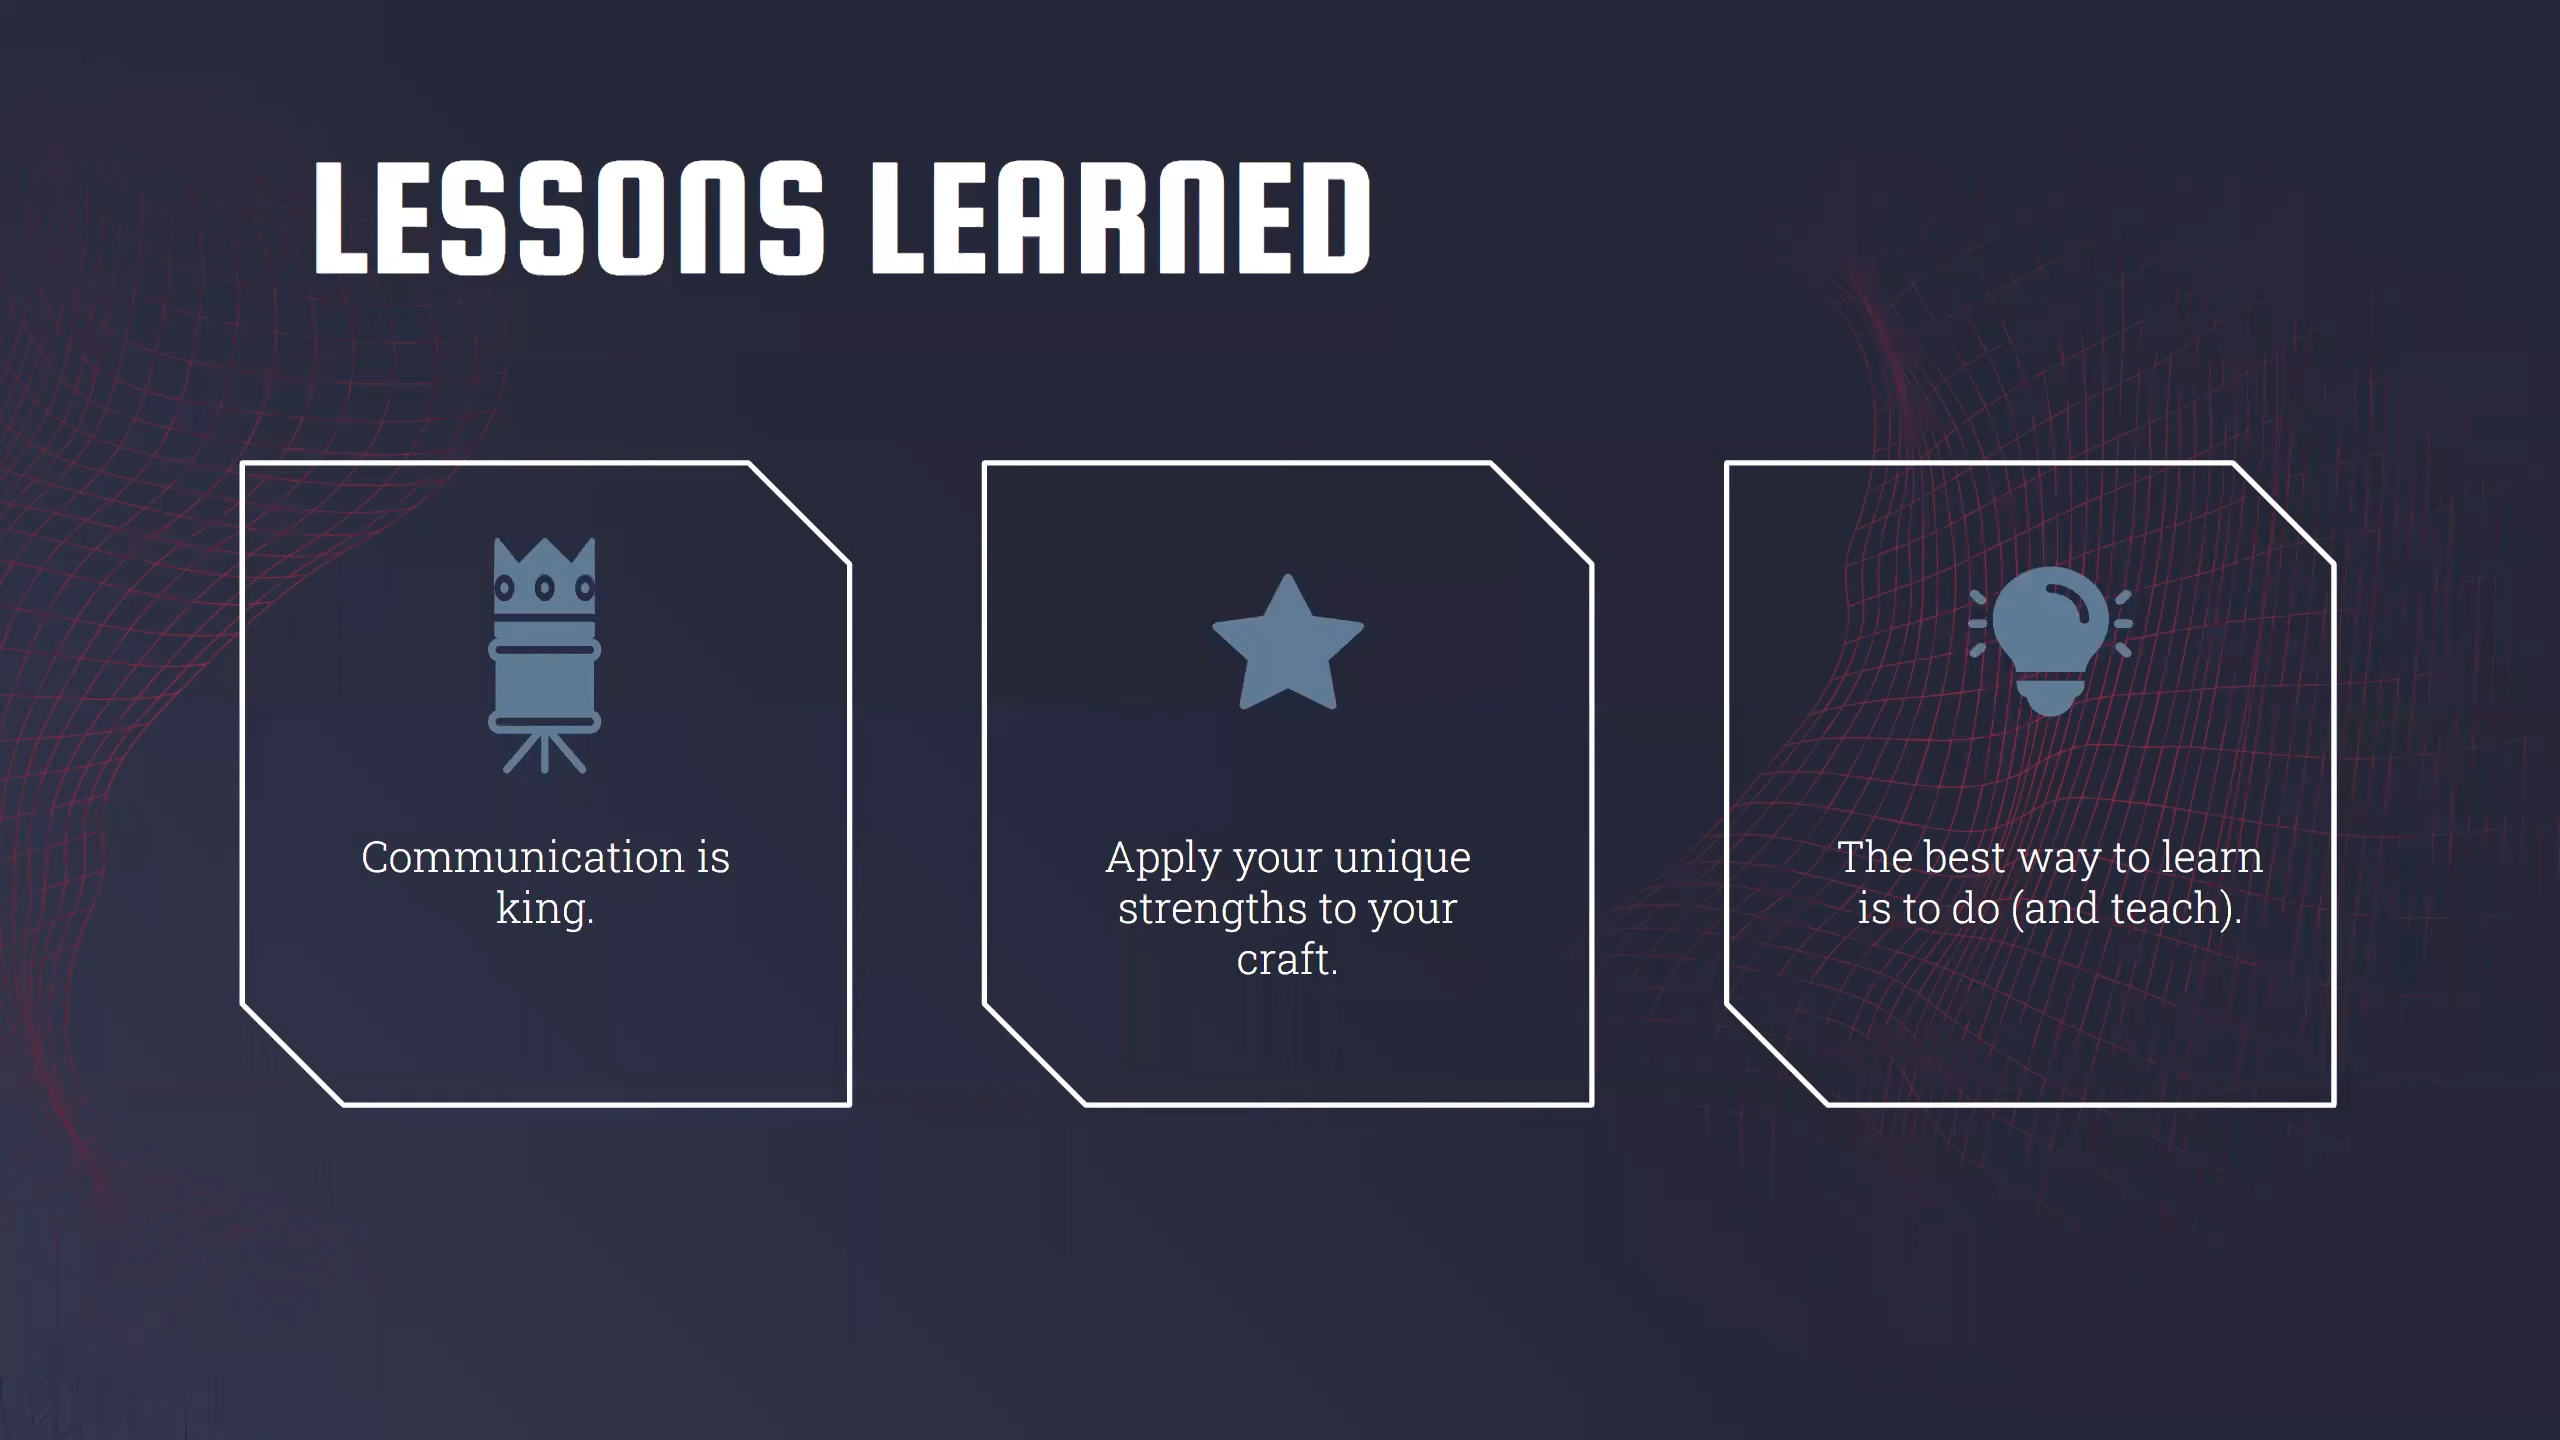 LESSONS LEARNED
Communication is
king.
Apply your unique
strengths to your
craft.
The best way to learn
is to do (and teach).